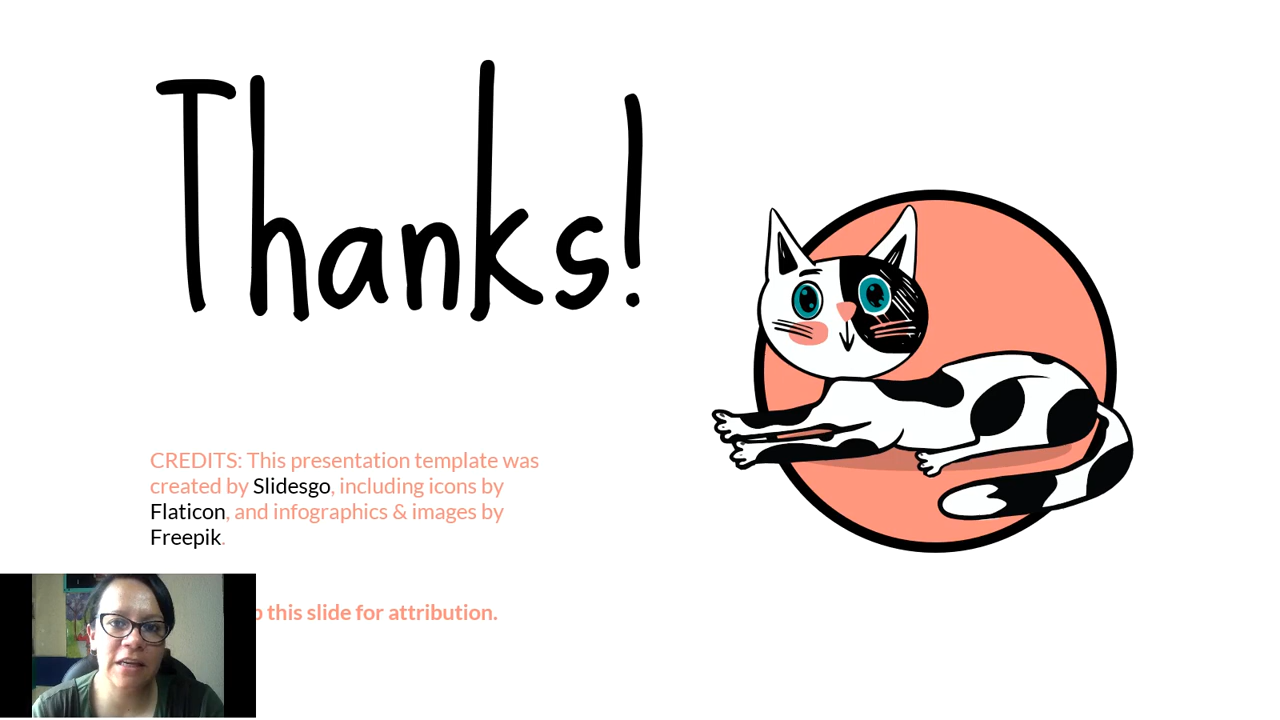 Thanks!
CREDITS: This presentation template was
created by Slidesgo, including icons by
Flaticon, and infographics & images by
Freepik.
this slide for attribution.